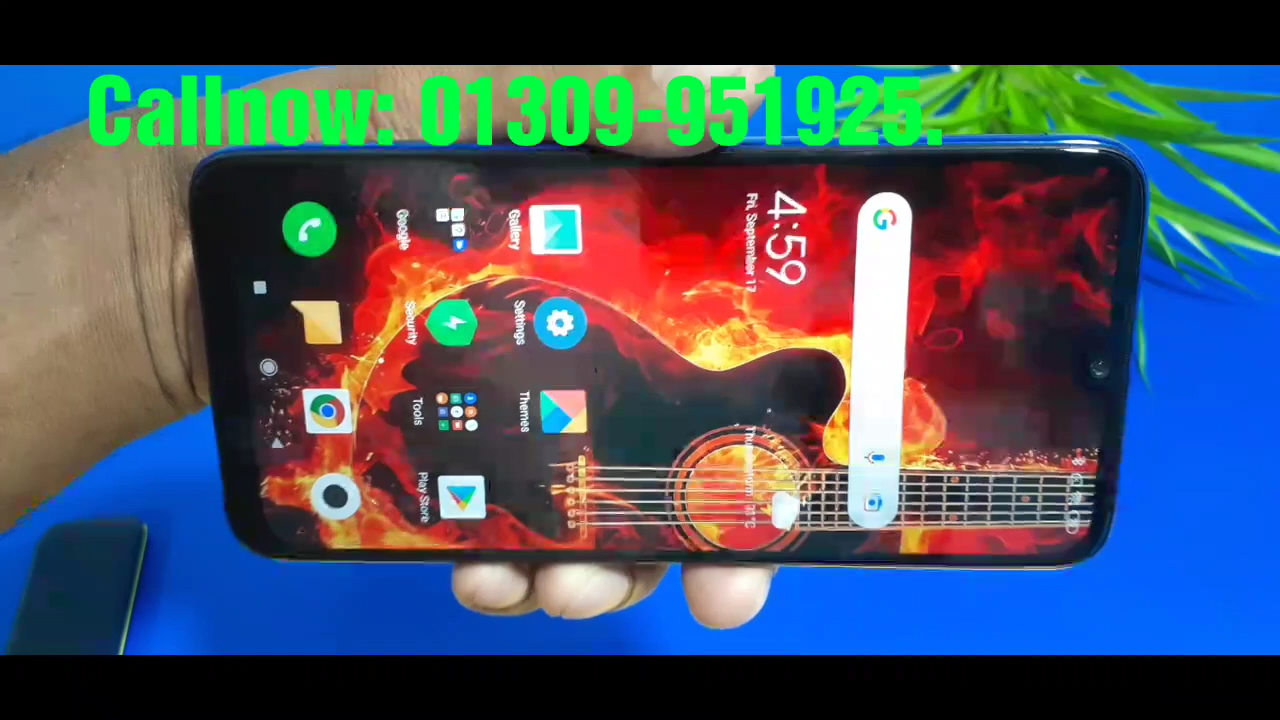 Callnow: 01309-951925.
4:59
Fri, September 17
Gallery
Settings
Themes
Google
Security
Tools
Play Store